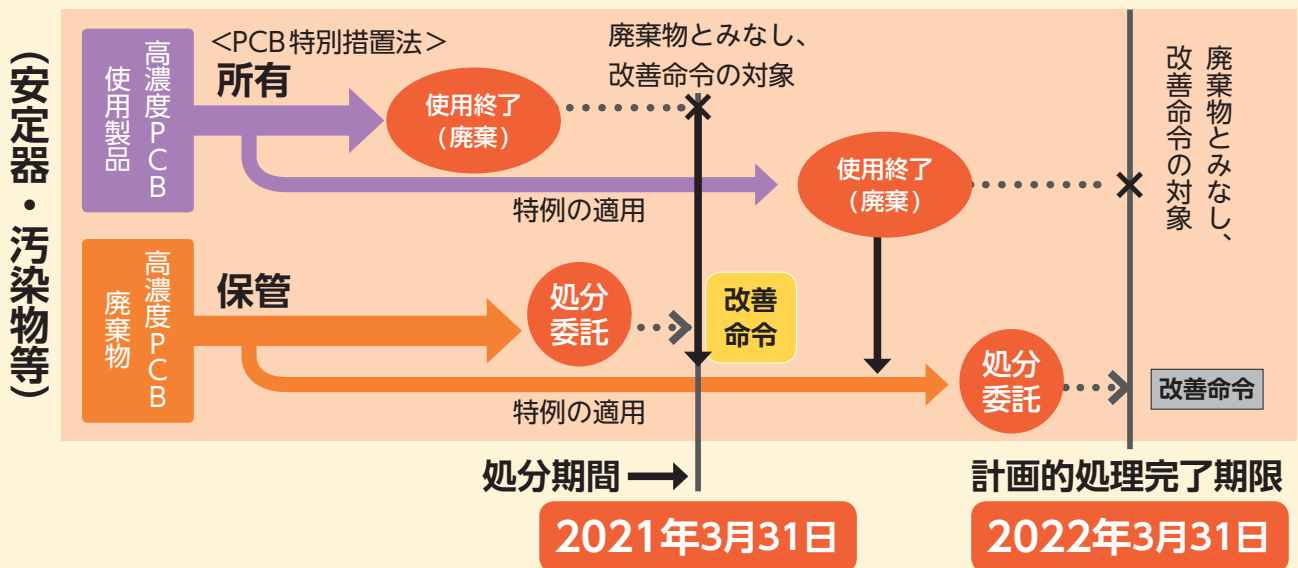 （安定器・汚染物等）
高濃度PCB
使用製品
＜PCB特別措置法＞
所有
使用終了
（廃棄）
廃棄物とみなし、
改善命令の対象
特例の適用
使用終了
（廃棄）
廃棄物とみなし、
改善命令の対象
高濃度PCB
廃棄物
保管
処分
委託
改善
命令
特例の適用
処分
委託
改善命令
処分期間
2021年3月31日
計画的処理完了期限
2022年3月31日